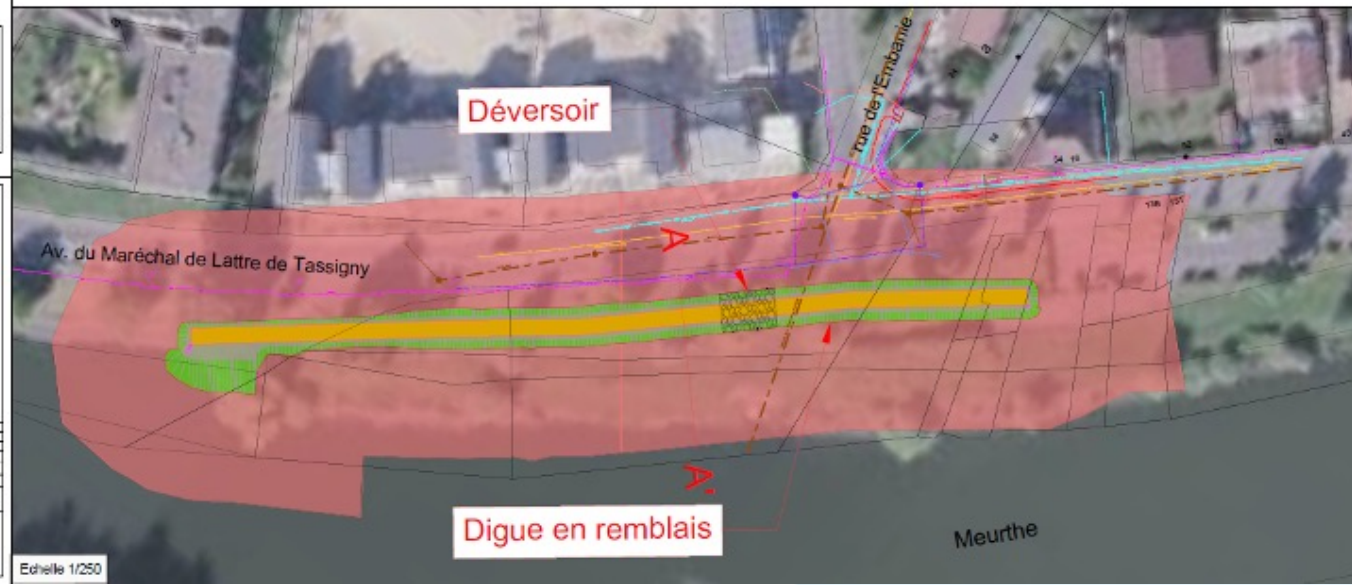 Déversoir
rue de l'Embanie
A
Av. du Maréchal de Lattre de Tassigny
A'
Digue en remblais
Meurthe
Echelle 1/250